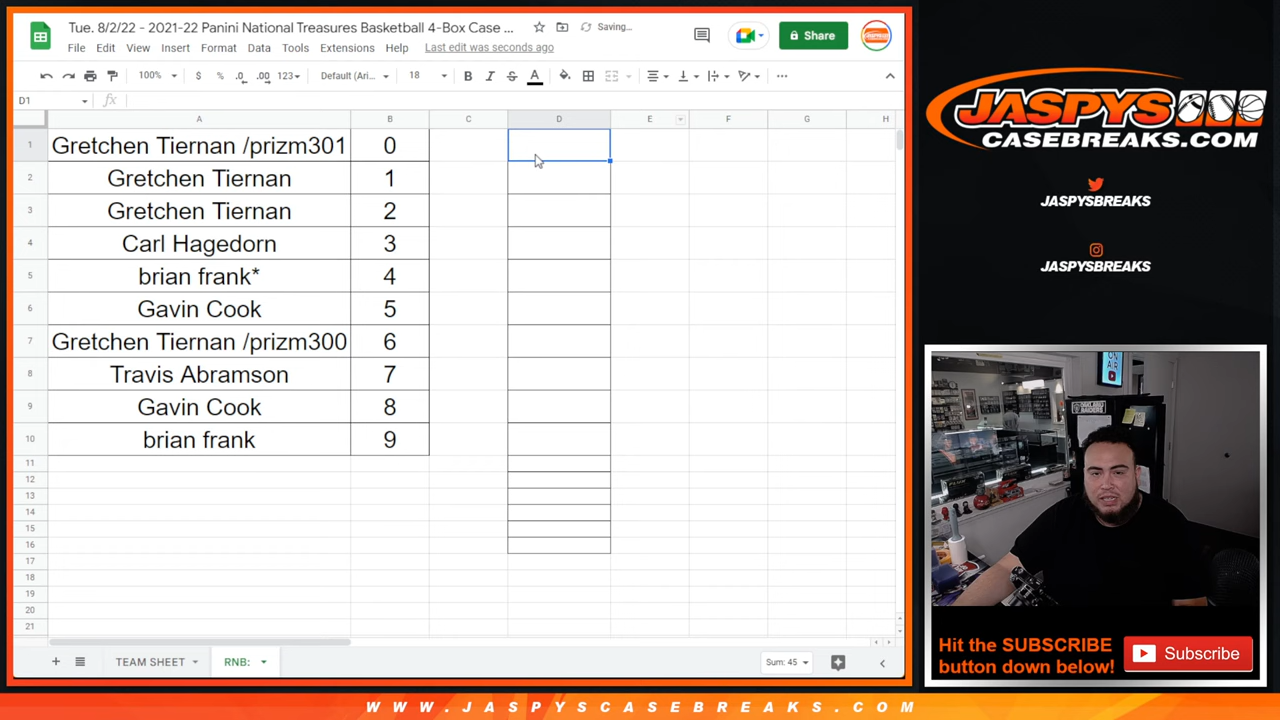 Tue. 8/2/22 - 2021-22 Panini National Treasures Basketball 4-Box Case ...
Saving...
Share
File Edit View Insert Format Data Tools Extensions Help Last edit was seconds ago
100% $ % .0 .00 123 Default (Ari... 18 B I S A
D1 fx
A B C D E F G H
1 Gretchen Tiernan /prizm301 0
2 Gretchen Tiernan 1
3 Gretchen Tiernan 2
4 Carl Hagedorn 3
5 brian frank* 4
6 Gavin Cook 5
7 Gretchen Tiernan /prizm300 6
8 Travis Abramson 7
9 Gavin Cook 8
10 brian frank 9
11
12
13
14
15
16
17
18
19
20
21
TEAM SHEET RNB: Sum: 45
JASPYS
CASEBREAKS.COM
JASPYSBREAKS
JASPYSBREAKS
Hit the SUBSCRIBE
button down below!
Subscribe
WWW.JASPYSCASEBREAKS.COM